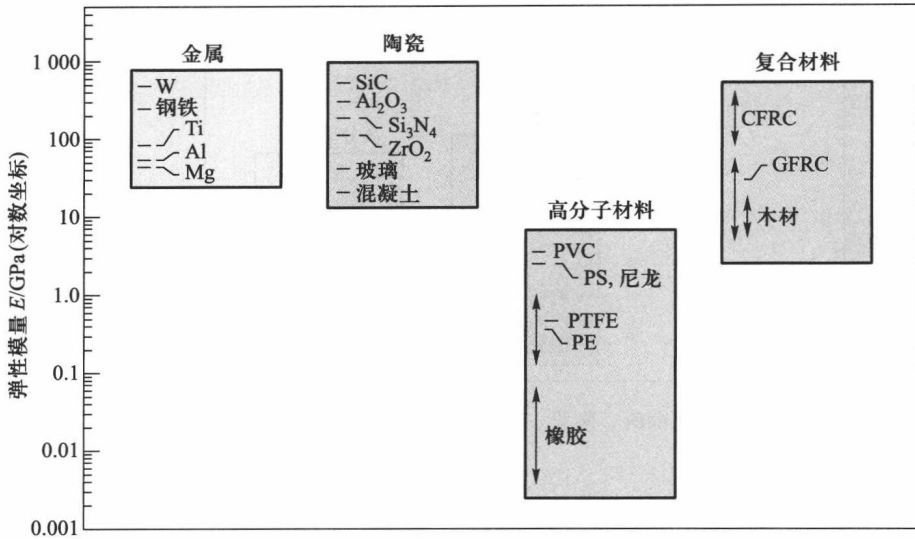 弹性模量 E/GPa(对数坐标)
1 000
100
10
1.0
0.1
0.01
0.001
金属
W
钢铁
Ti
Al
Mg
陶瓷
SiC
Al₂O₃
Si₃N₄
ZrO₂
玻璃
混凝土
高分子材料
PVC
PS, 尼龙
PTFE
PE
橡胶
复合材料
CFRC
GFRC
木材